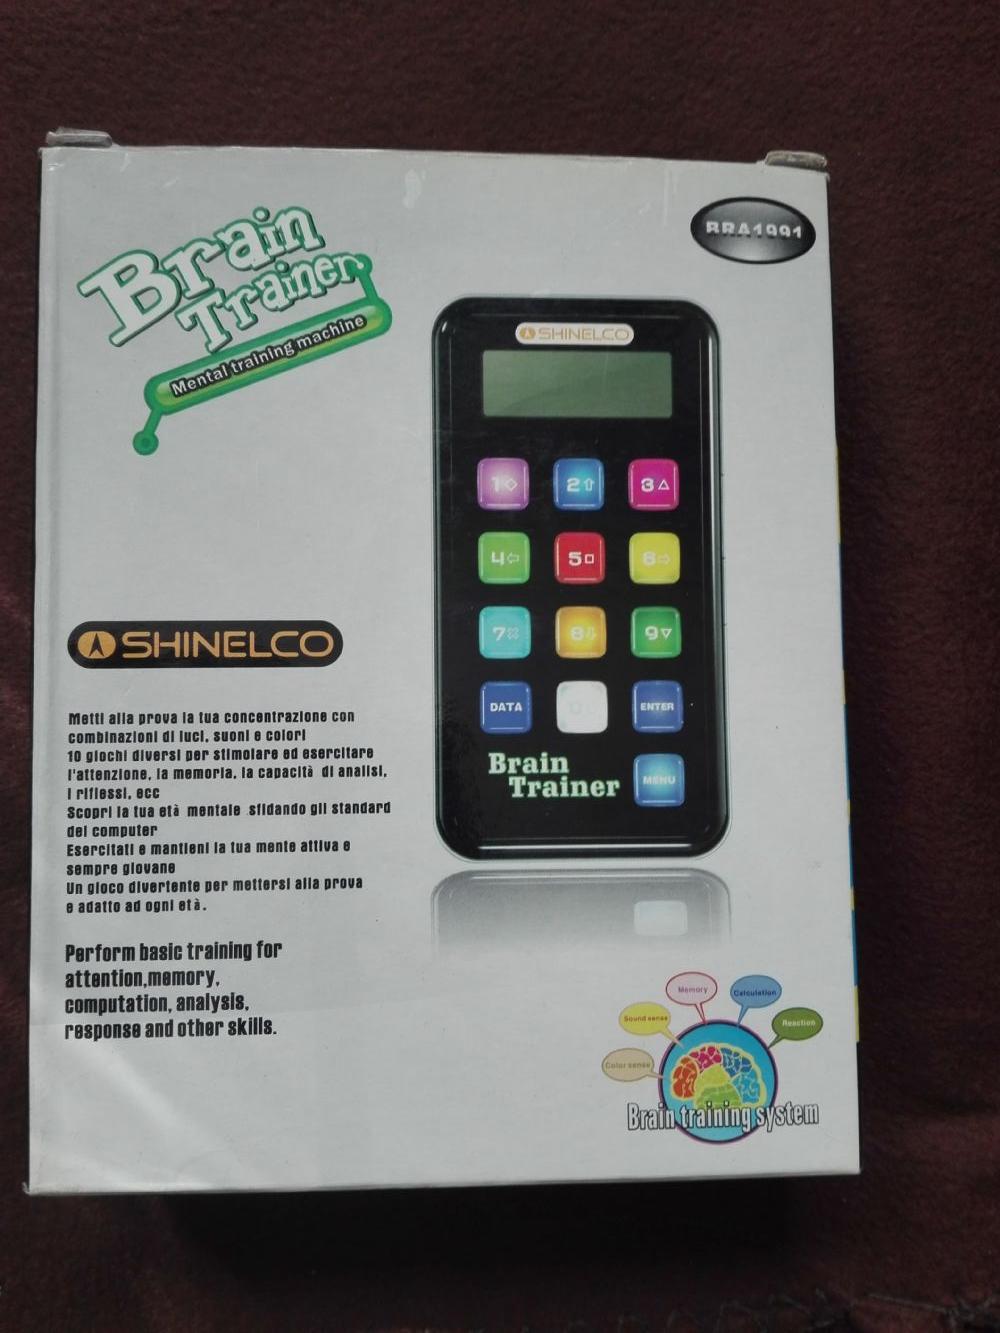 Brain
Trainer
Mental training machine
BRA1991
SHINELCO
1
2
3
4
5
6
7
8
9
DATA
0
ENTER
MENU
Brain
Trainer
SHINELCO
Metti alla prova la tua concentrazione con
combinazioni di luci, suoni e colori
10 giochi diversi per stimolare ed esercitare
l'attenzione, la memoria, la capacità di analisi,
i riflessi, ecc
Scopri la tua età mentale sfidando gli standard
del computer
Esercitati e mantieni la tua mente attiva e
sempre giovane
Un gioco divertente per mettersi alla prova
e adatto ad ogni età.
Perform basic training for
attention,memory,
computation, analysis,
response and other skills.
Memory
Calculation
Sound sense
Reaction
Color sense
Brain training system